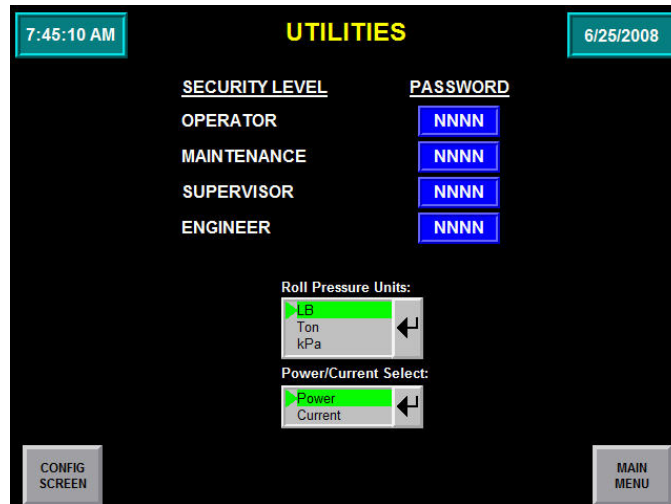 7:45:10 AM
UTILITIES
6/25/2008
SECURITY LEVEL PASSWORD
OPERATOR NNNN
MAINTENANCE NNNN
SUPERVISOR NNNN
ENGINEER NNNN
Roll Pressure Units:
LB
Ton
kPa
Power/Current Select:
Power
Current
CONFIG
SCREEN
MAIN
MENU